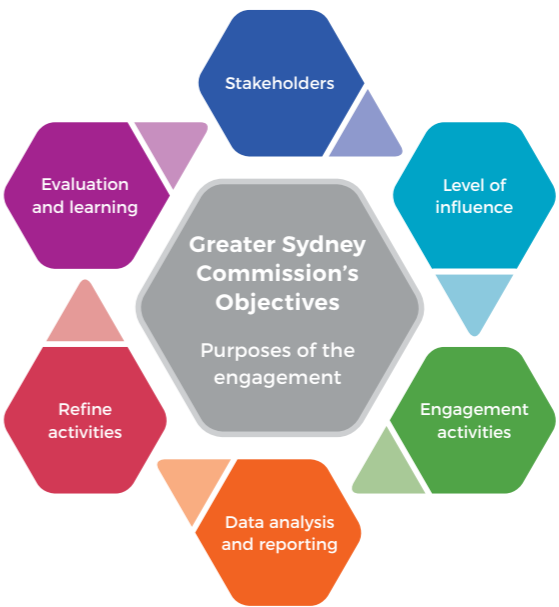 Stakeholders
Level of
influence
Engagement
activities
Data analysis
and reporting
Refine
activities
Evaluation
and learning
Greater Sydney
Commission's
Objectives
Purposes of the
engagement